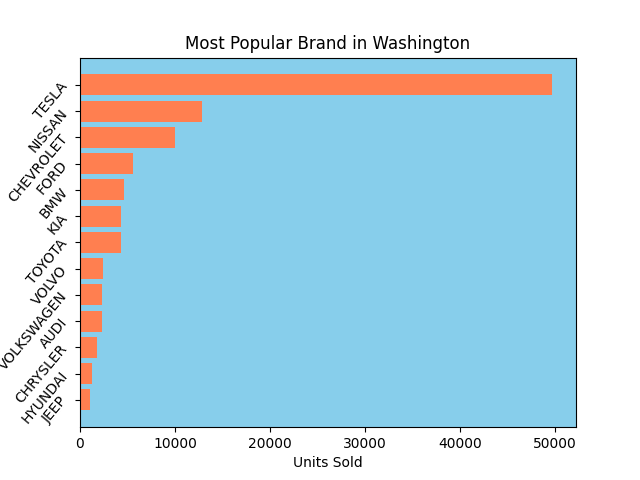 Most Popular Brand in Washington
TESLA
NISSAN
CHEVROLET
FORD
BMW
KIA
TOYOTA
VOLVO
VOLKSWAGEN
AUDI
CHRYSLER
HYUNDAI
JEEP
0 10000 20000 30000 40000 50000
Units Sold